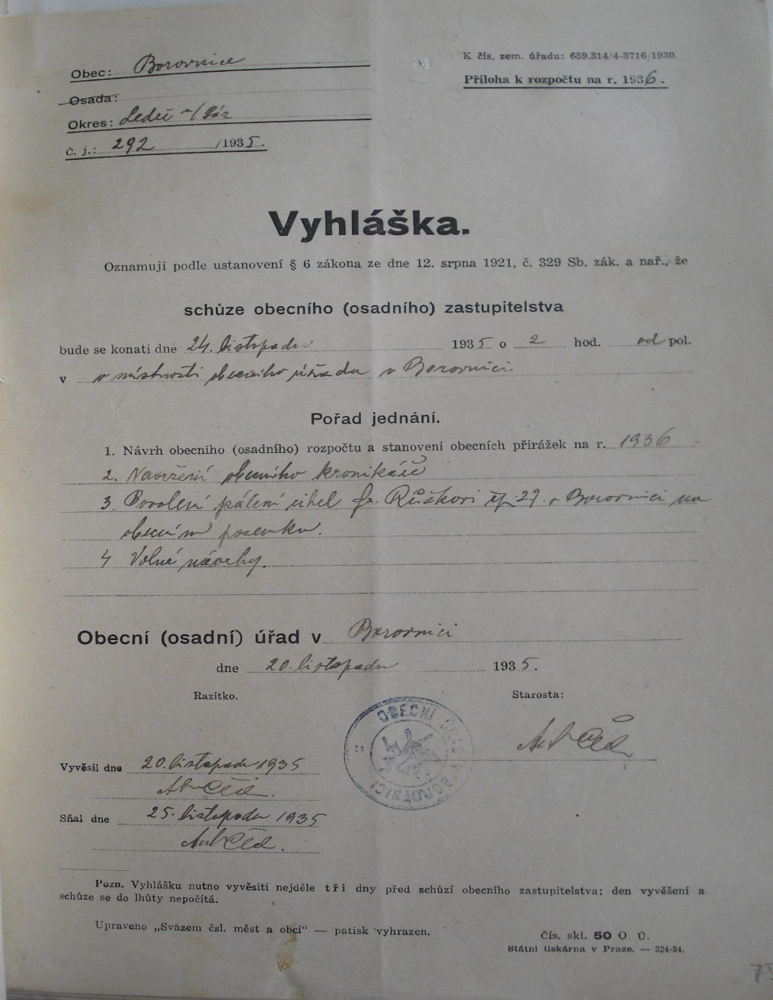 Obec: Borovnice
K čís. zem. úřadu: 659.314/4-3716/1930.
Příloha k rozpočtu na r. 1936.
Osada:
Okres: Ledeč n/Sáz
č. j.: 292 /1935.
Vyhláška.
Oznamuji podle ustanovení § 6 zákona ze dne 12. srpna 1921, č. 329 Sb. zák. a nař., že
schůze obecního (osadního) zastupitelstva
bude se konati dne 24. listopadu 1935 o 2 hod. od pol.
v v místnosti obecního úřadu v Borovnici.
Pořad jednání.
1. Návrh obecního (osadního) rozpočtu a stanovení obecních přirážek na r. 1936
2. Navržení obecního kronikáře
3. Povolení pálení cihel Fr. Růžkovi čp. 29 v Borovnici na
obecním pozemku.
4 Volné návrhy.
Obecní (osadní) úřad v Borovnici
dne 20. listopadu 1935.
Razítko.
Starosta:
OBECNÍ ÚŘAD V BOROVNICI
Vyvěsil dne 20. listopadu 1935
Sňal dne 25. listopadu 1935
Pozn. Vyhlášku nutno vyvěsiti nejdéle tři dny před schůzí obecního zastupitelstva; den vyvěšení a
schůze se do lhůty nepočítá.
Upraveno „Svazem čsl. měst a obcí“ — patisk vyhrazen.
Čís. skl. 50 O. Ú.
Státní tiskárna v Praze. — 324-34.